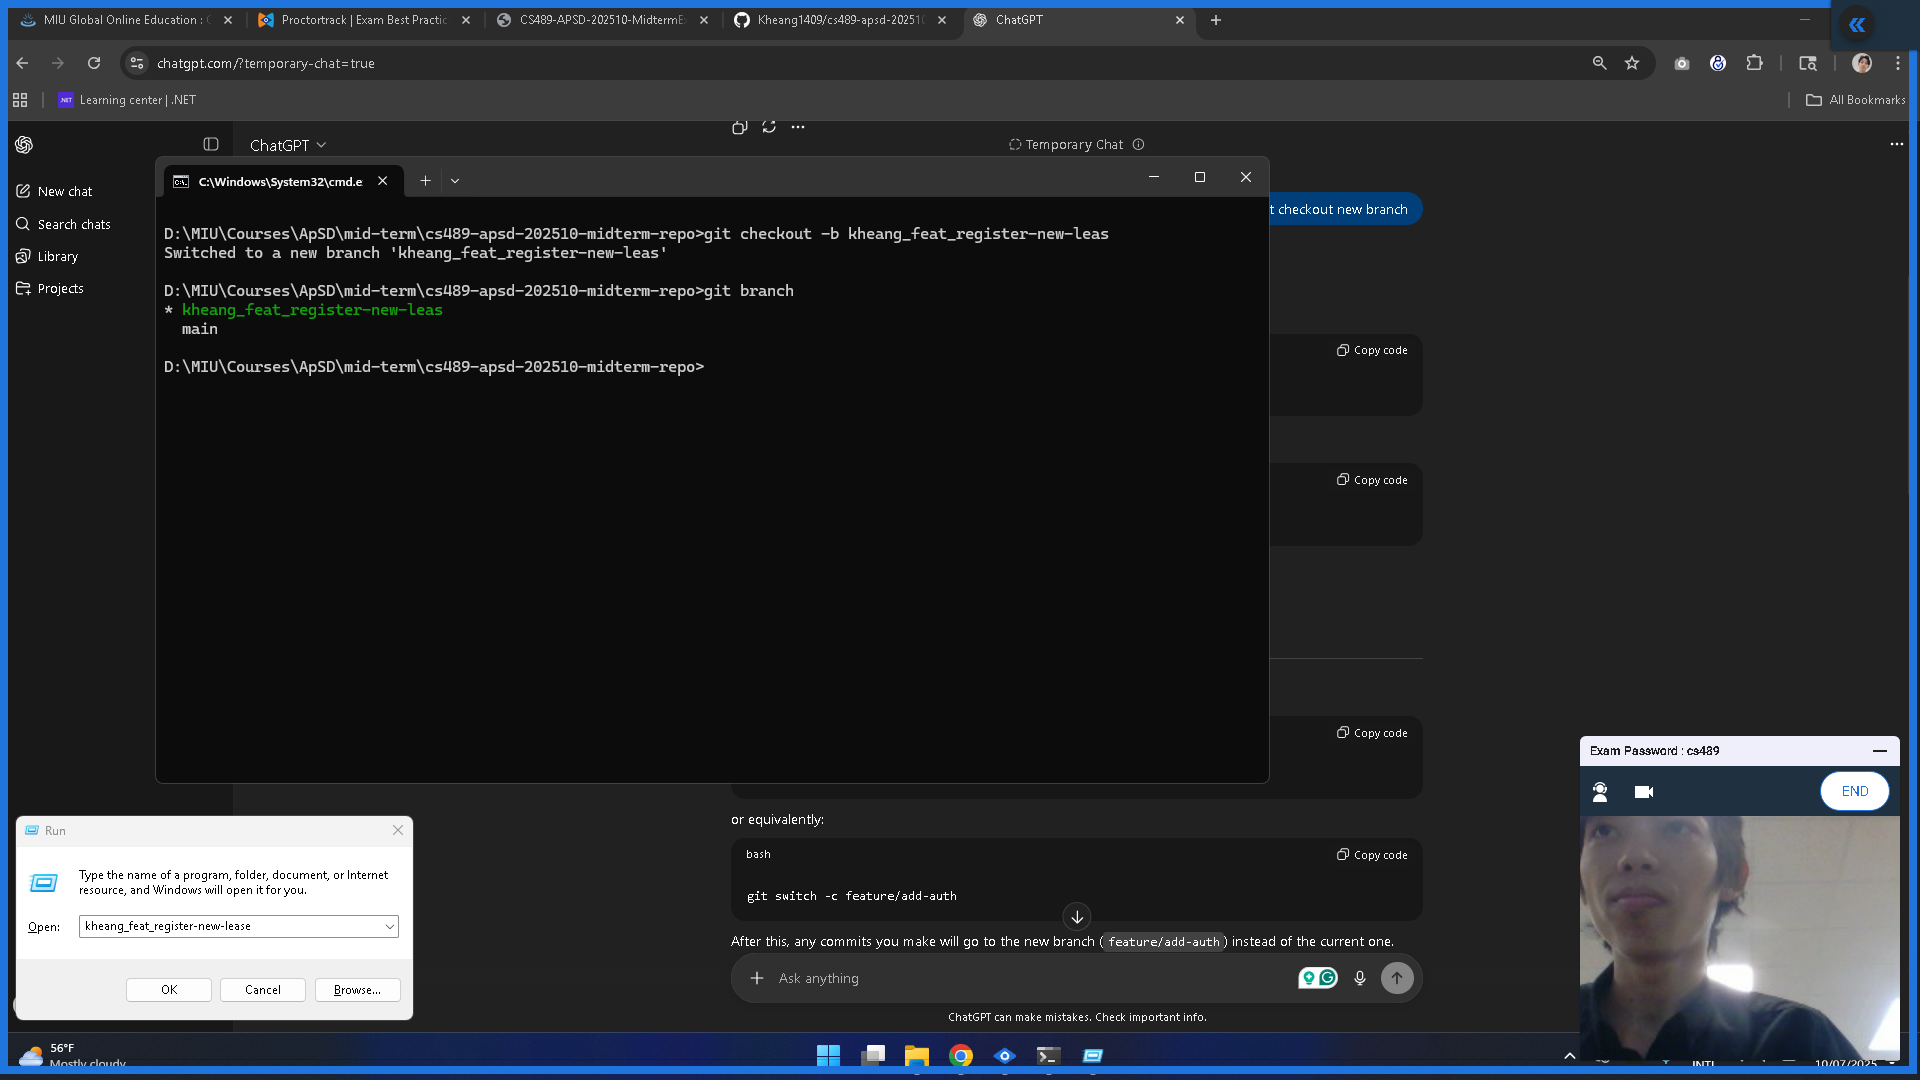 MIU Global Online Education : C
Proctortrack | Exam Best Practic
CS489-APSD-202510-MidtermE
Kheang1409/cs489-apsd-20251
ChatGPT
chatgpt.com/?temporary-chat=true
Learning center | .NET
All Bookmarks
ChatGPT
Temporary Chat
New chat
Search chats
Library
Projects
t checkout new branch
C:\Windows\System32\cmd.e
D:\MIU\Courses\ApSD\mid-term\cs489-apsd-202510-midterm-repo>git checkout -b kheang_feat_register-new-leas
Switched to a new branch 'kheang_feat_register-new-leas'
D:\MIU\Courses\ApSD\mid-term\cs489-apsd-202510-midterm-repo>git branch
* kheang_feat_register-new-leas
main
D:\MIU\Courses\ApSD\mid-term\cs489-apsd-202510-midterm-repo>
Copy code
Copy code
Copy code
or equivalently:
bash
Copy code
git switch -c feature/add-auth
After this, any commits you make will go to the new branch (feature/add-auth) instead of the current one.
Ask anything
ChatGPT can make mistakes. Check important info.
Run
Type the name of a program, folder, document, or Internet
resource, and Windows will open it for you.
Open:
kheang_feat_register-new-lease
OK
Cancel
Browse...
Exam Password : cs489
END
56°F
Mostly cloudy
INTL
10/07/2025